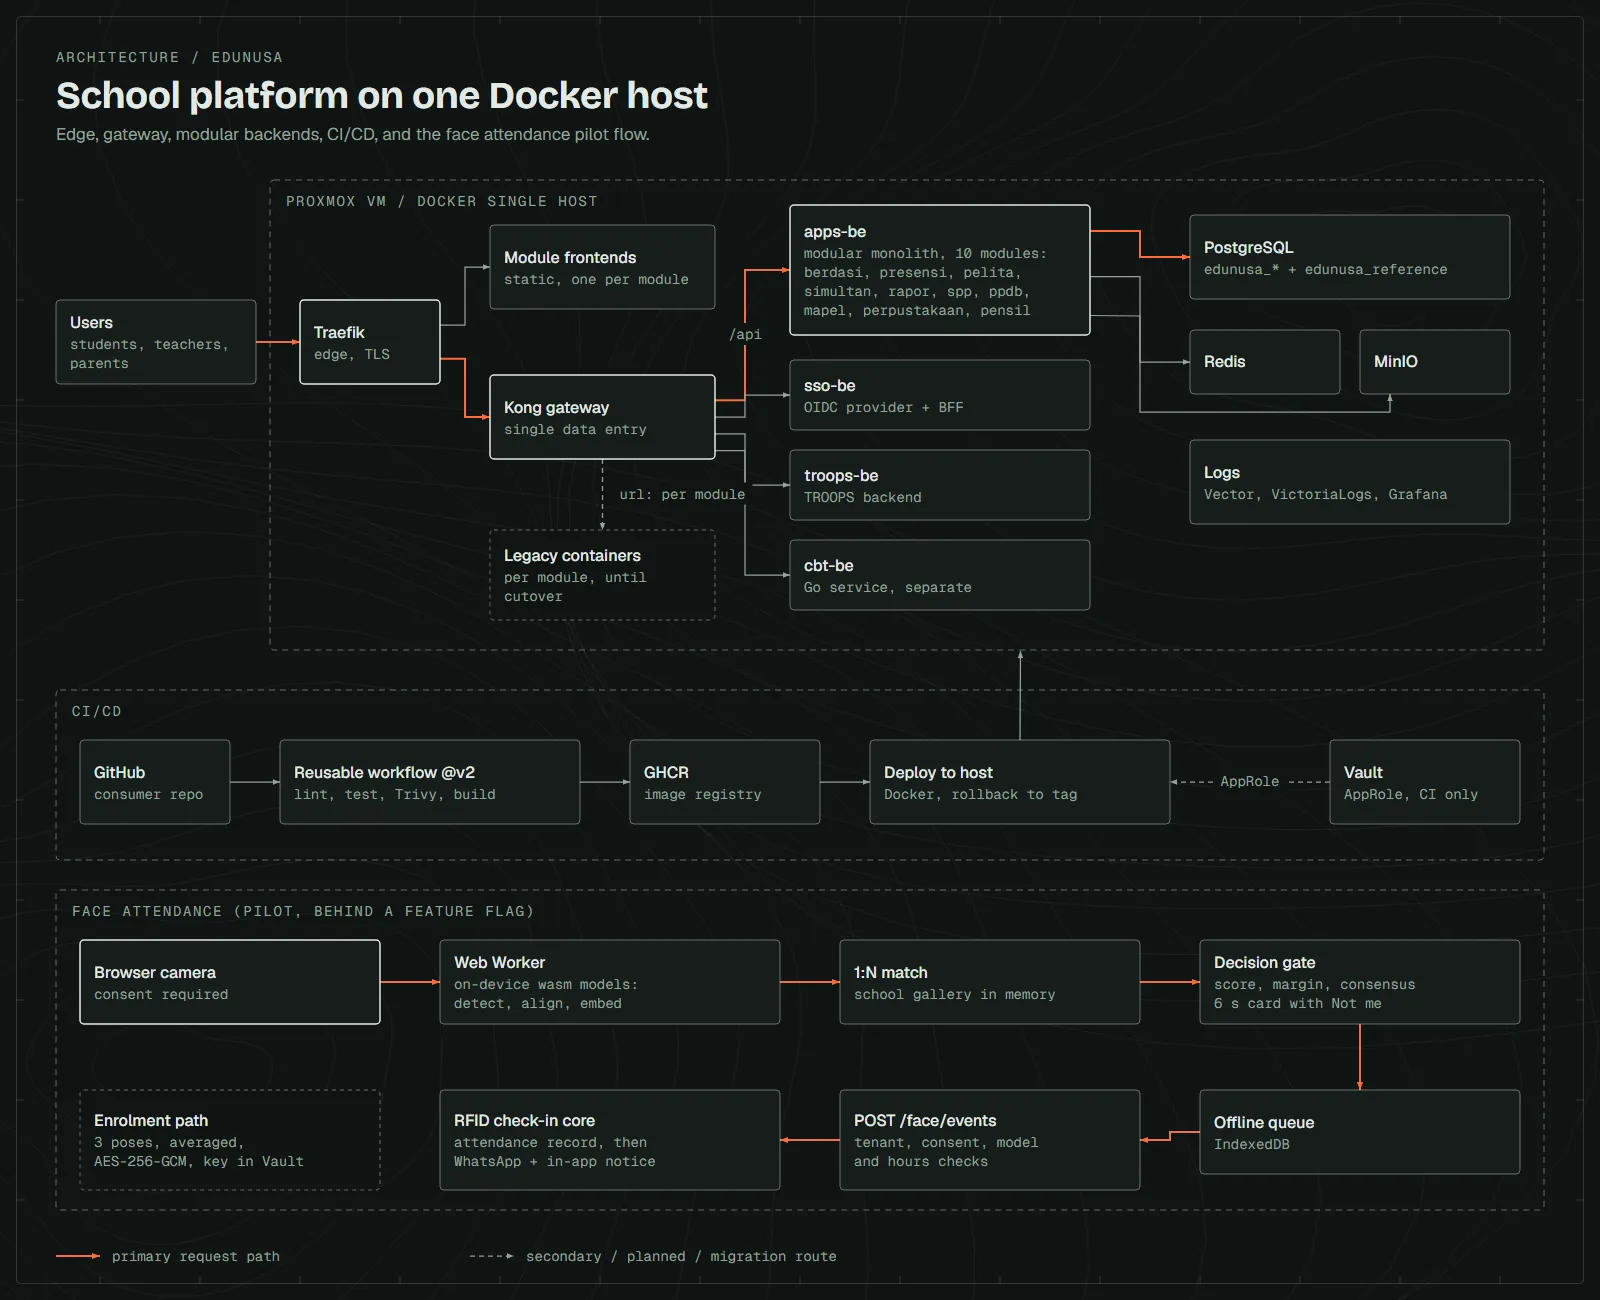 ARCHITECTURE / EDUNUSA
School platform on one Docker host
Edge, gateway, modular backends, CI/CD, and the face attendance pilot flow.
PROXMOX VM / DOCKER SINGLE HOST
Users
students, teachers,
parents
Traefik
edge, TLS
Module frontends
static, one per module
Kong gateway
single data entry
/api
url: per module
Legacy containers
per module, until
cutover
apps-be
modular monolith, 10 modules:
berdasi, presensi, pelita,
simultan, rapor, spp, ppdb,
mapel, perpustakaan, pensil
sso-be
OIDC provider + BFF
troops-be
TROOPS backend
cbt-be
Go service, separate
PostgreSQL
edunusa_* + edunusa_reference
Redis
MinIO
Logs
Vector, VictoriaLogs, Grafana
CI/CD
GitHub
consumer repo
Reusable workflow @v2
lint, test, Trivy, build
GHCR
image registry
Deploy to host
Docker, rollback to tag
AppRole
Vault
AppRole, CI only
FACE ATTENDANCE (PILOT, BEHIND A FEATURE FLAG)
Browser camera
consent required
Web Worker
on-device wasm models:
detect, align, embed
1:N match
school gallery in memory
Decision gate
score, margin, consensus
6 s card with Not me
Enrolment path
3 poses, averaged,
AES-256-GCM, key in Vault
RFID check-in core
attendance record, then
WhatsApp + in-app notice
POST /face/events
tenant, consent, model
and hours checks
Offline queue
IndexedDB
primary request path
secondary / planned / migration route